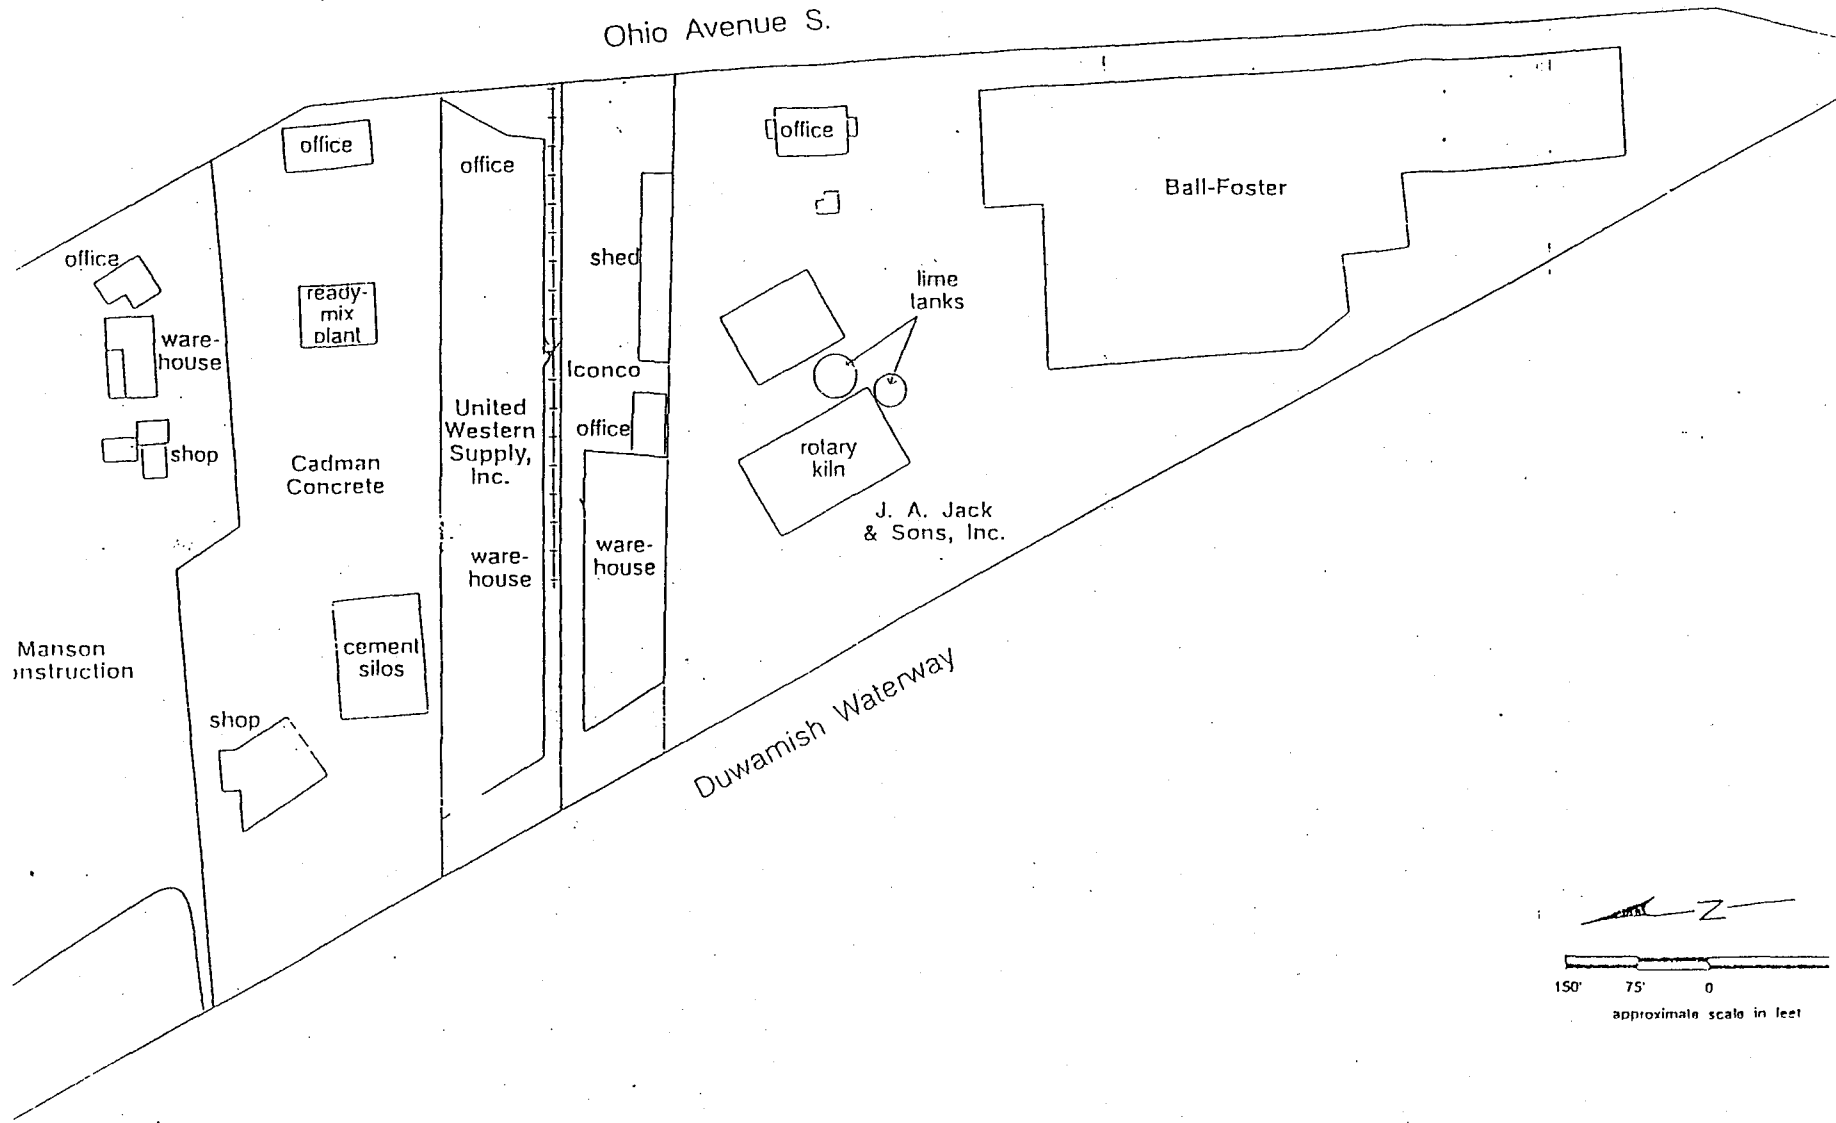 Ohio Avenue S.
office
office
office
office
Ball-Foster
shed
lime
tanks
ready-
mix
plant
ware-
house
Iconco
United
Western
Supply,
Inc.
office
shop
Cadman
Concrete
rotary
kiln
J. A. Jack
& Sons, Inc.
ware-
house
ware-
house
Manson
onstruction
cement
silos
shop
Duwamish Waterway
Z
150'
75'
0
approximate scale in feet